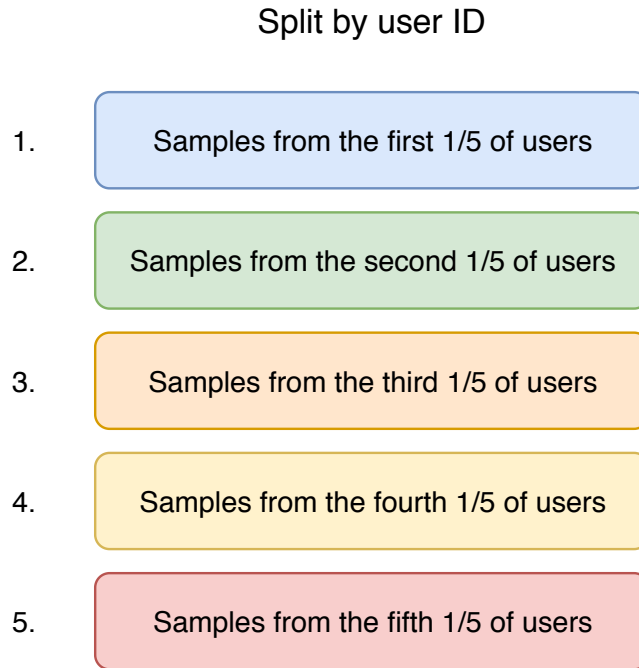 Split by user ID
1. Samples from the first 1/5 of users
2. Samples from the second 1/5 of users
3. Samples from the third 1/5 of users
4. Samples from the fourth 1/5 of users
5. Samples from the fifth 1/5 of users